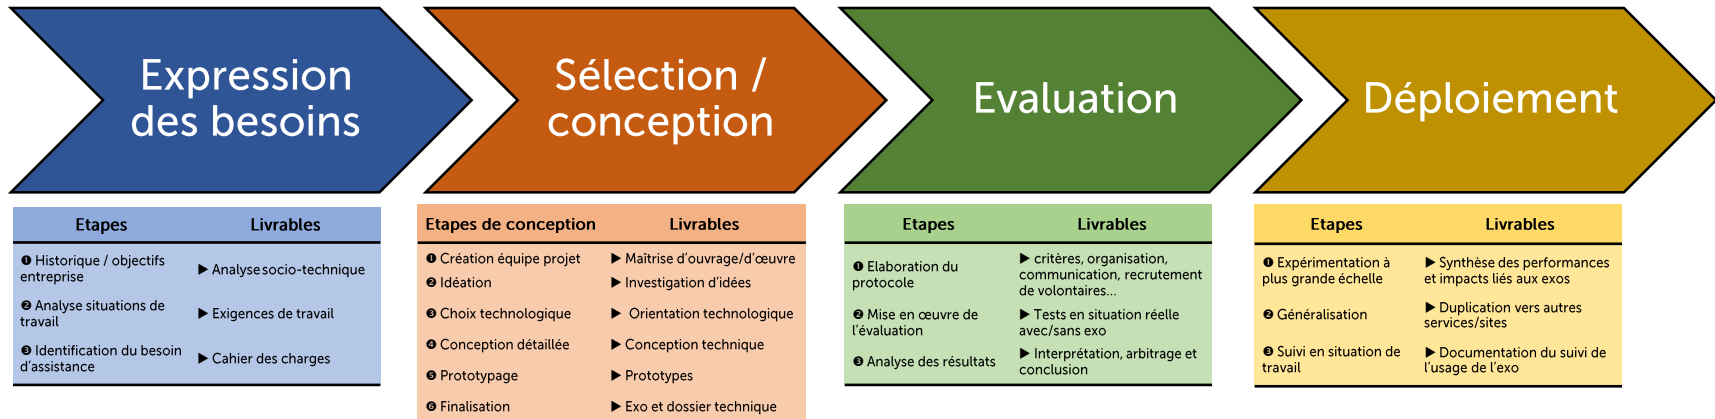 Expression
des besoins
Sélection /
conception
Evaluation
Déploiement
Etapes Livrables
❶ Historique / objectifs
entreprise
▶ Analyse socio-technique
❷ Analyse situations de
travail
▶ Exigences de travail
❸ Identification du besoin
d’assistance
▶ Cahier des charges
Etapes de conception Livrables
❶ Création équipe projet ▶ Maîtrise d’ouvrage/d’œuvre
❷ Idéation ▶ Investigation d’idées
❸ Choix technologique ▶ Orientation technologique
❹ Conception détaillée ▶ Conception technique
❺ Prototypage ▶ Prototypes
❻ Finalisation ▶ Exo et dossier technique
Etapes Livrables
❶ Elaboration du
protocole
▶ critères, organisation,
communication, recrutement
de volontaires...
❷ Mise en œuvre de
l’évaluation
▶ Tests en situation réelle
avec/sans exo
❸ Analyse des résultats
▶ Interprétation, arbitrage et
conclusion
Etapes Livrables
❶ Expérimentation à
plus grande échelle
▶ Synthèse des performances
et impacts liés aux exos
❷ Généralisation
▶ Duplication vers autres
services/sites
❸ Suivi en situation de
travail
▶ Documentation du suivi de
l’usage de l’exo